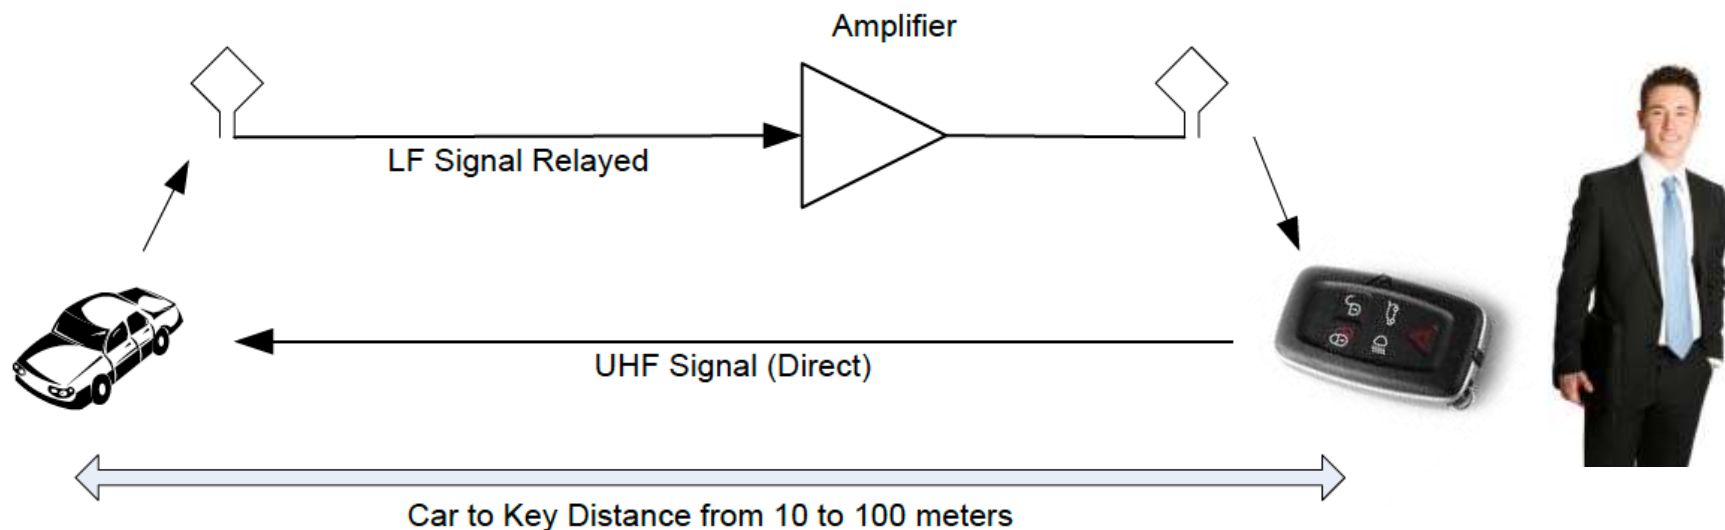 Amplifier
LF Signal Relayed
UHF Signal (Direct)
Car to Key Distance from 10 to 100 meters